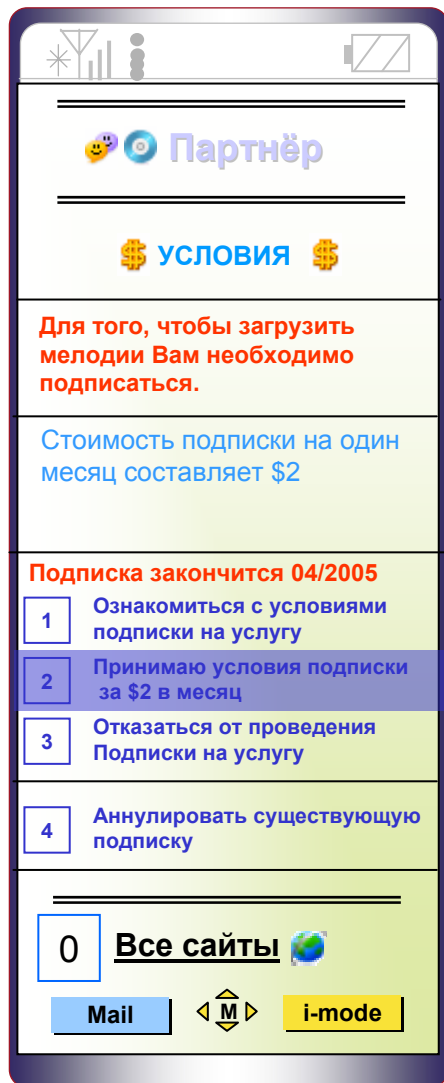 Партнёр
УСЛОВИЯ
Для того, чтобы загрузить
мелодии Вам необходимо
подписаться.
Стоимость подписки на один
месяц составляет $2
Подписка закончится 04/2005
1 Ознакомиться с условиями
подписки на услугу
2 Принимаю условия подписки
за $2 в месяц
3 Отказаться от проведения
Подписки на услугу
4 Аннулировать существующую
подписку
0 Все сайты
Mail M i-mode